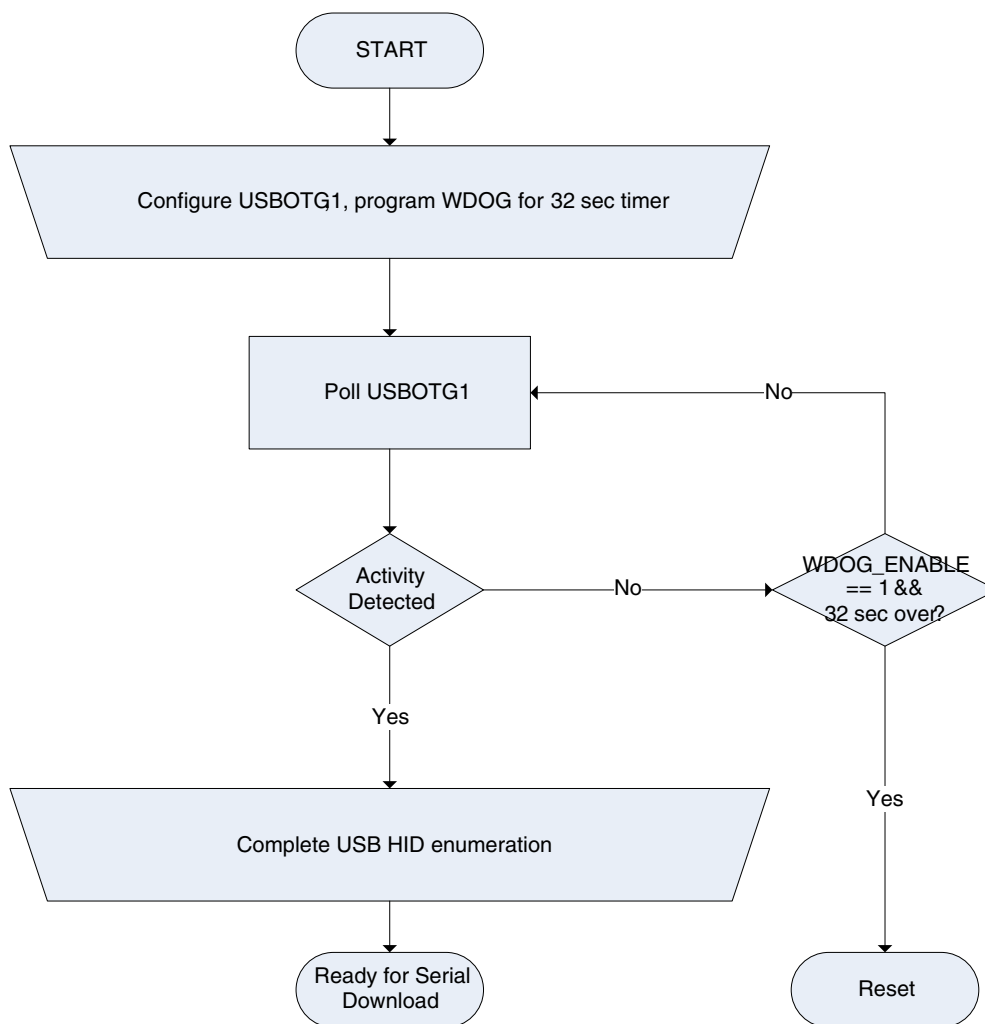 START
Configure USBOTG1, program WDOG for 32 sec timer
Poll USBOTG1
No
Activity
Detected
No
WDOG_ENABLE
== 1 &&
32 sec over?
Yes
Yes
Complete USB HID enumeration
Ready for Serial
Download
Reset